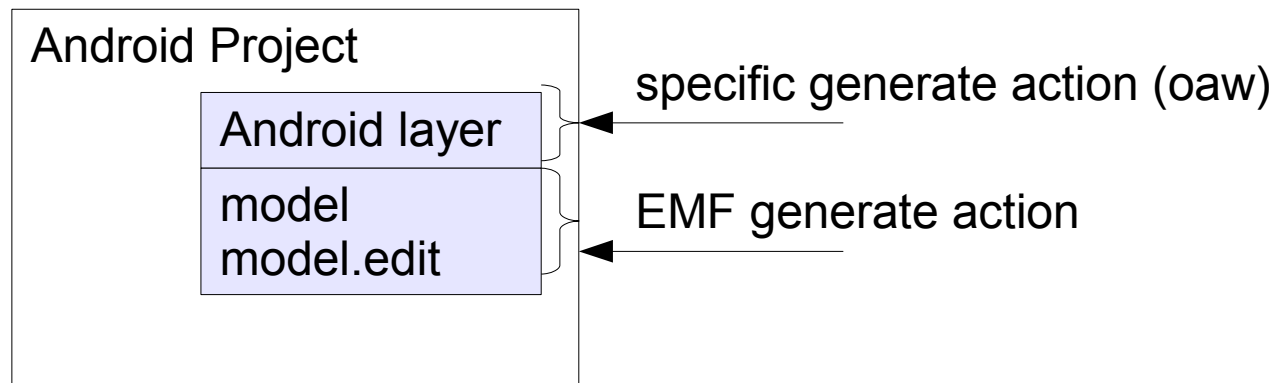 Android Project
specific generate action (oaw)
Android layer
model
EMF generate action
model.edit